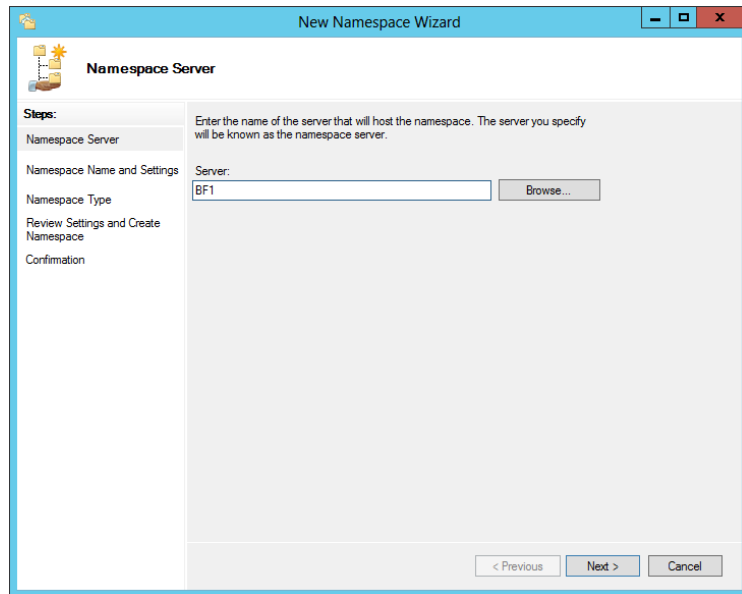 New Namespace Wizard
Namespace Server
Steps:
Namespace Server
Namespace Name and Settings
Namespace Type
Review Settings and Create
Namespace
Confirmation
Enter the name of the server that will host the namespace. The server you specify
will be known as the namespace server.
Server:
BF1
Browse...
< Previous
Next >
Cancel